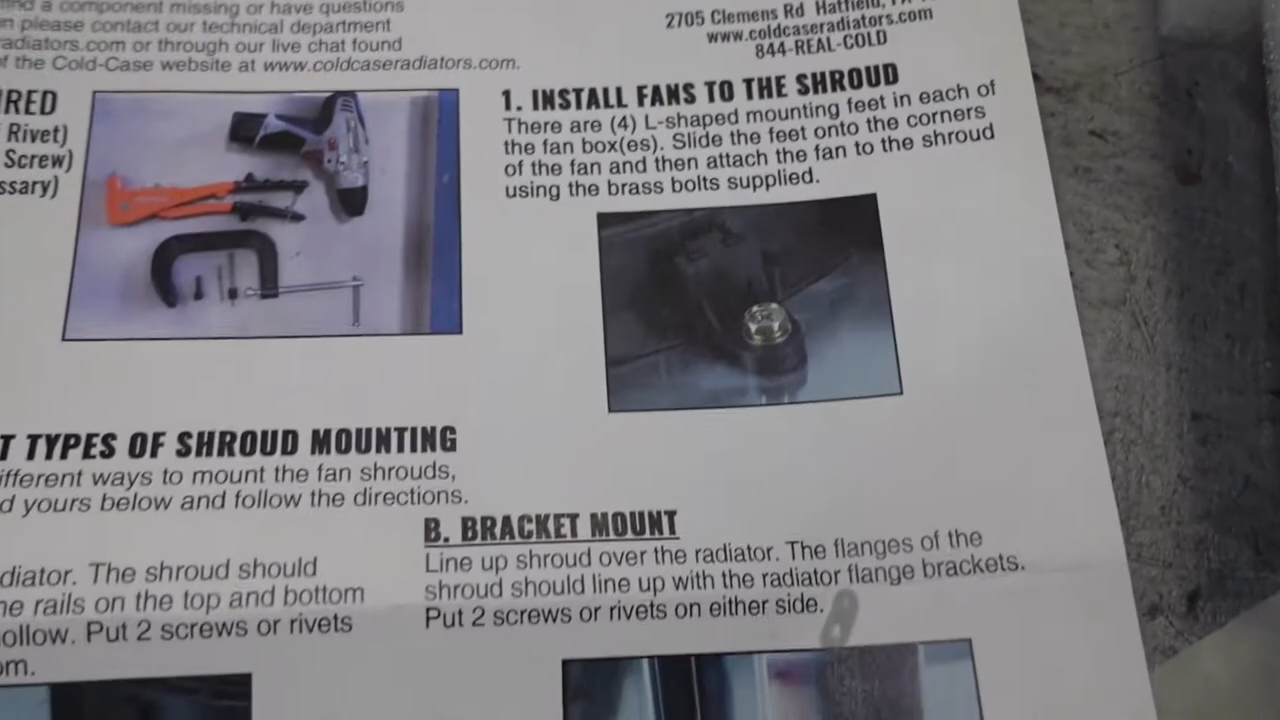 find a component missing or have questions
please contact our technical department
radiators.com or through our live chat found
of the Cold-Case website at www.coldcaseradiators.com.
2705 Clemens Rd Hatfield,
www.coldcaseradiators.com
844-REAL-COLD
IRED
Rivet)
Screw)
ssary)
1. INSTALL FANS TO THE SHROUD
There are (4) L-shaped mounting feet in each of
the fan box(es). Slide the feet onto the corners
of the fan and then attach the fan to the shroud
using the brass bolts supplied.
T TYPES OF SHROUD MOUNTING
ifferent ways to mount the fan shrouds,
d yours below and follow the directions.
diator. The shroud should
he rails on the top and bottom
ollow. Put 2 screws or rivets
om.
B. BRACKET MOUNT
Line up shroud over the radiator. The flanges of the
shroud should line up with the radiator flange brackets.
Put 2 screws or rivets on either side.